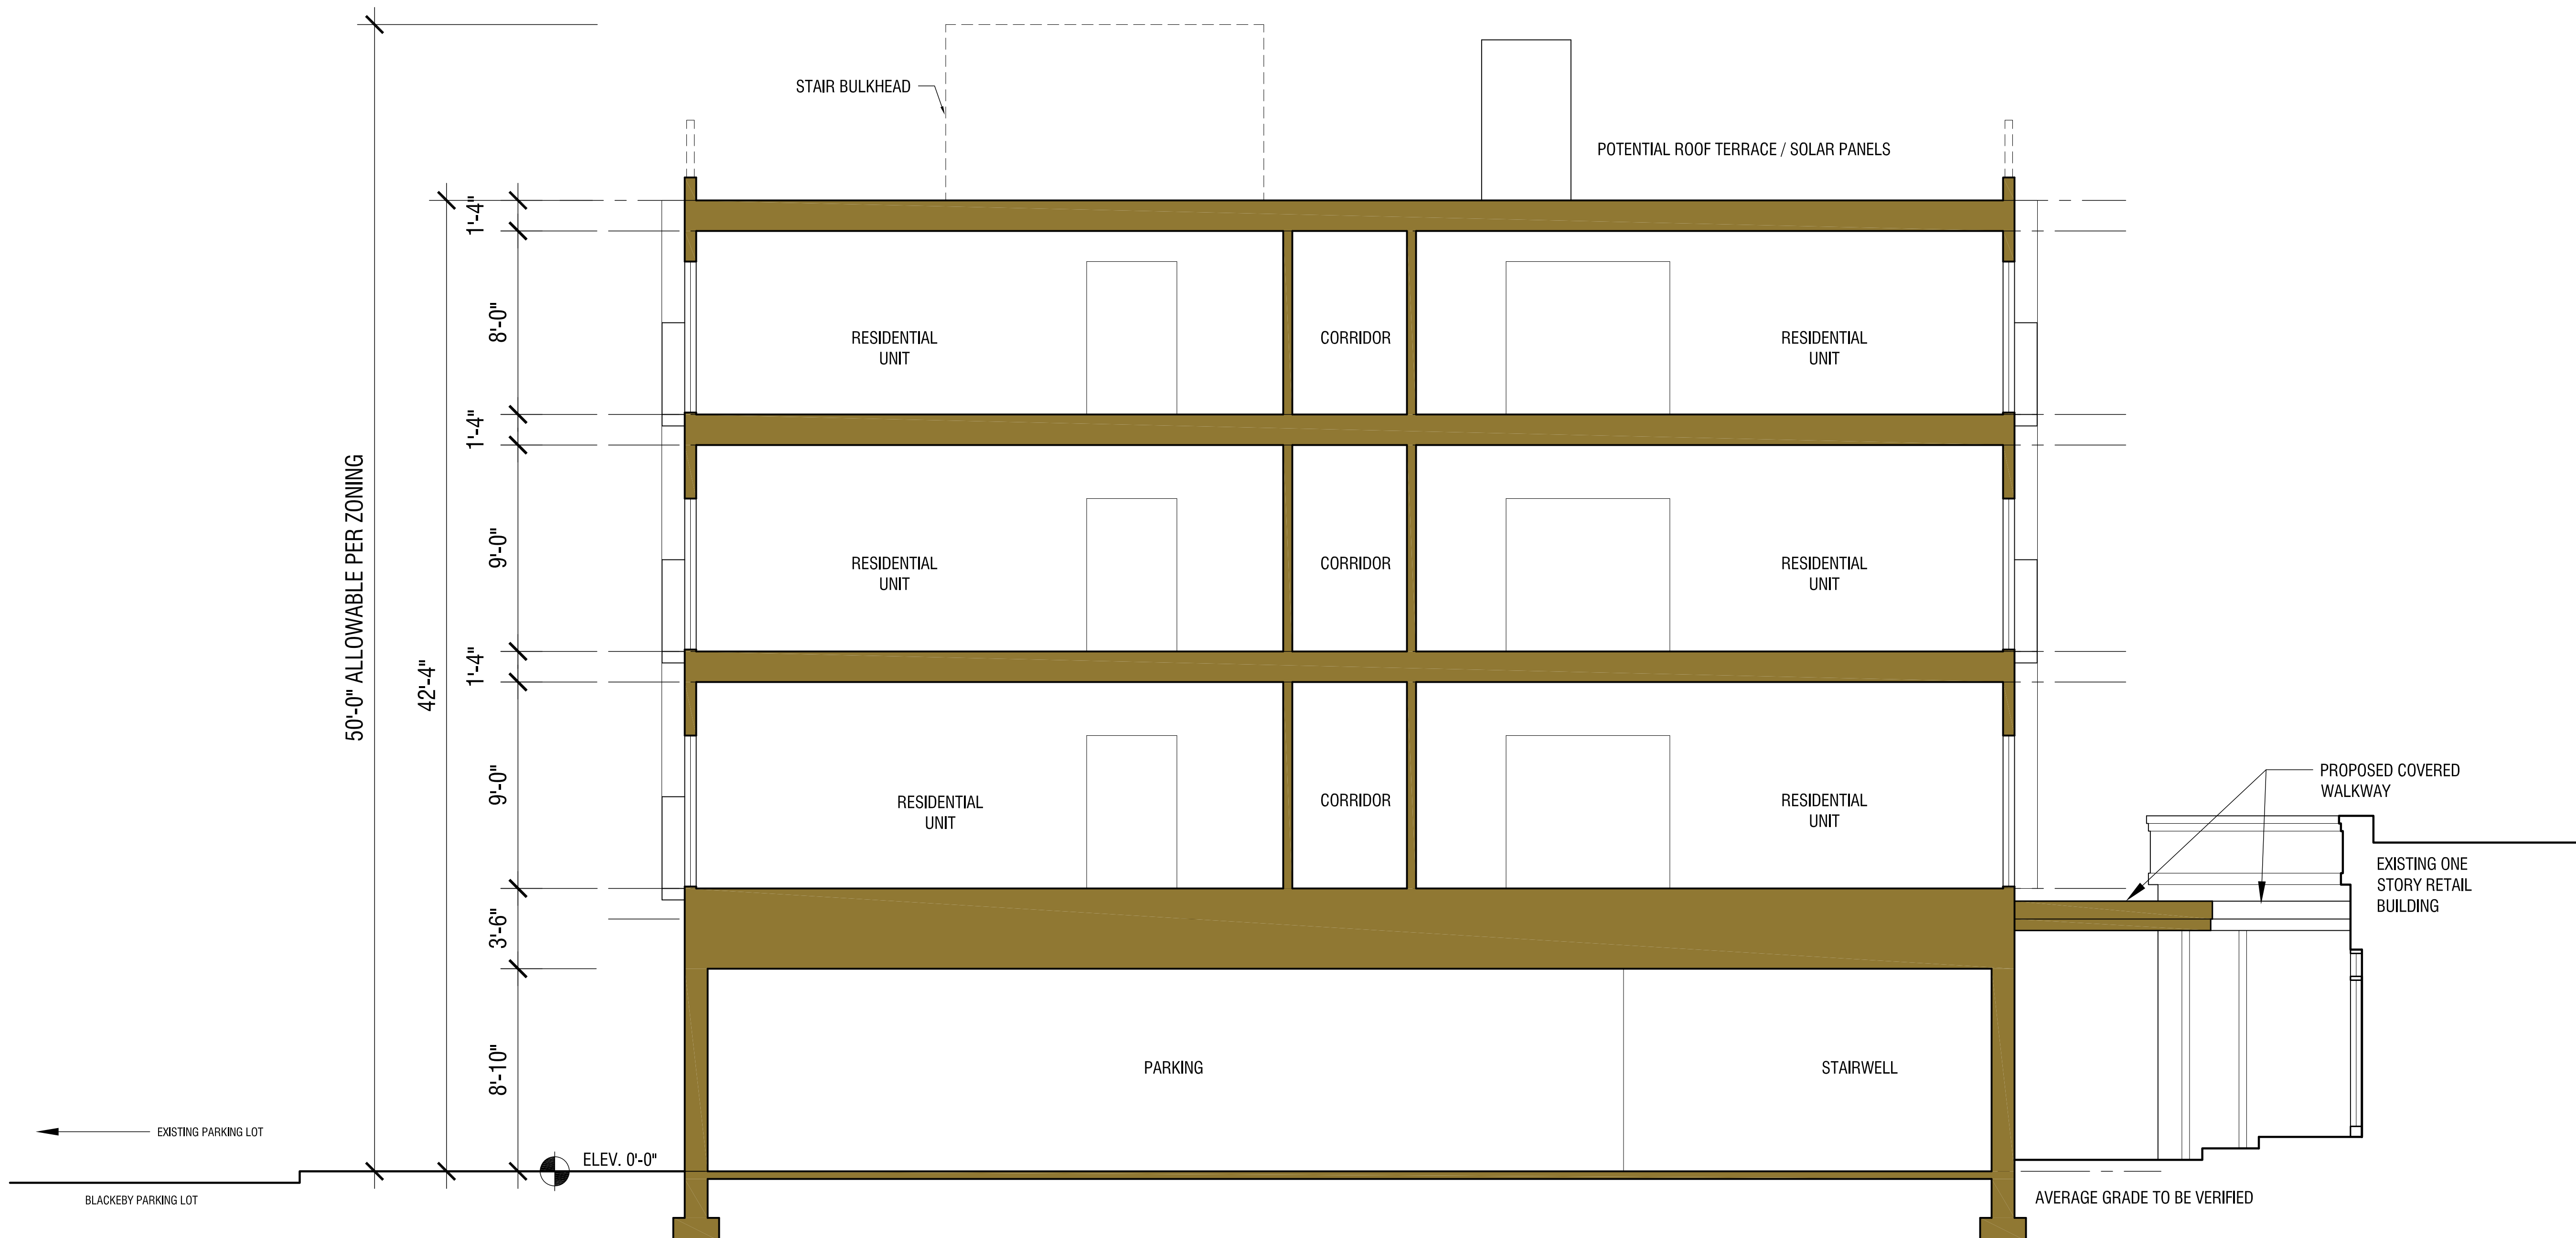 STAIR BULKHEAD
POTENTIAL ROOF TERRACE / SOLAR PANELS
1'-4"
8'-0"
RESIDENTIAL
UNIT
CORRIDOR
RESIDENTIAL
UNIT
1'-4"
50'-0" ALLOWABLE PER ZONING
9'-0"
RESIDENTIAL
UNIT
CORRIDOR
RESIDENTIAL
UNIT
42'-4"
1'-4"
9'-0"
RESIDENTIAL
UNIT
CORRIDOR
RESIDENTIAL
UNIT
PROPOSED COVERED
WALKWAY
EXISTING ONE
STORY RETAIL
BUILDING
3'-6"
8'-10"
PARKING
STAIRWELL
EXISTING PARKING LOT
ELEV. 0'-0"
BLACKEBY PARKING LOT
AVERAGE GRADE TO BE VERIFIED